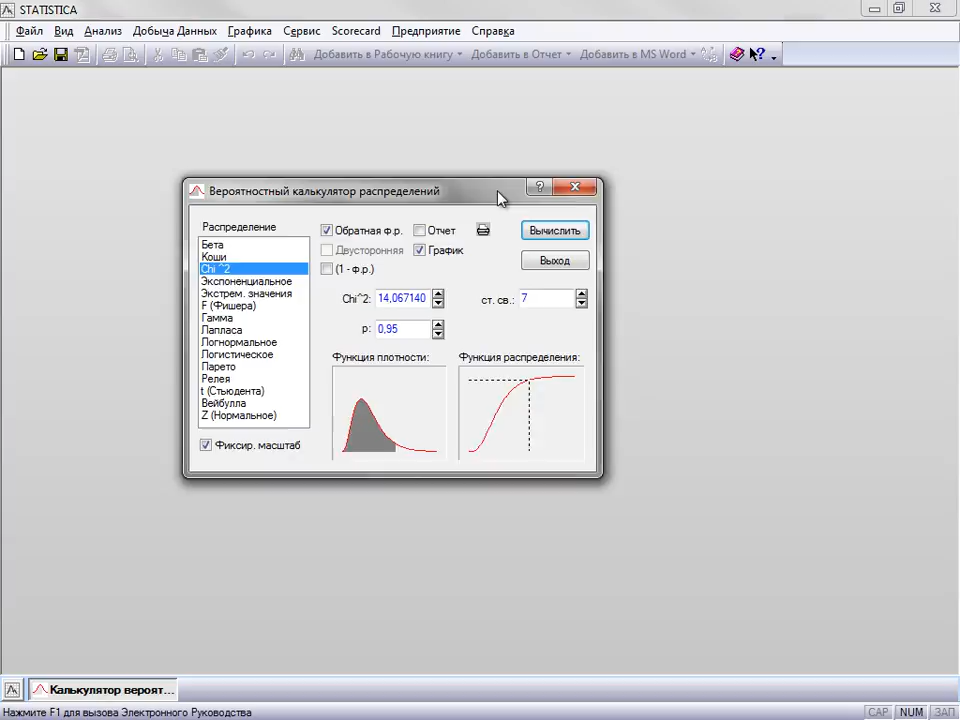 STATISTICA
Файл Вид Анализ Добыча Данных Графика Сервис Scorecard Предприятие Справка
Добавить в Рабочую книгу Добавить в Отчет Добавить в MS Word
Вероятностный калькулятор распределений
Распределение
Бета
Коши
Chi ^2
Экспоненциальное
Экстрем. значения
F (Фишера)
Гамма
Лапласа
Логнормальное
Логистическое
Парето
Релея
t (Стьюдента)
Вейбулла
Z (Нормальное)
Фиксир. масштаб
Обратная ф.р. Отчет
Двусторонняя График
(1 - ф.р.)
Вычислить
Выход
Chi^2: 14,067140 ст. св.: 7
p: 0,95
Функция плотности: Функция распределения:
Калькулятор вероят...
Нажмите F1 для вызова Электронного Руководства CAP NUM ЗАП